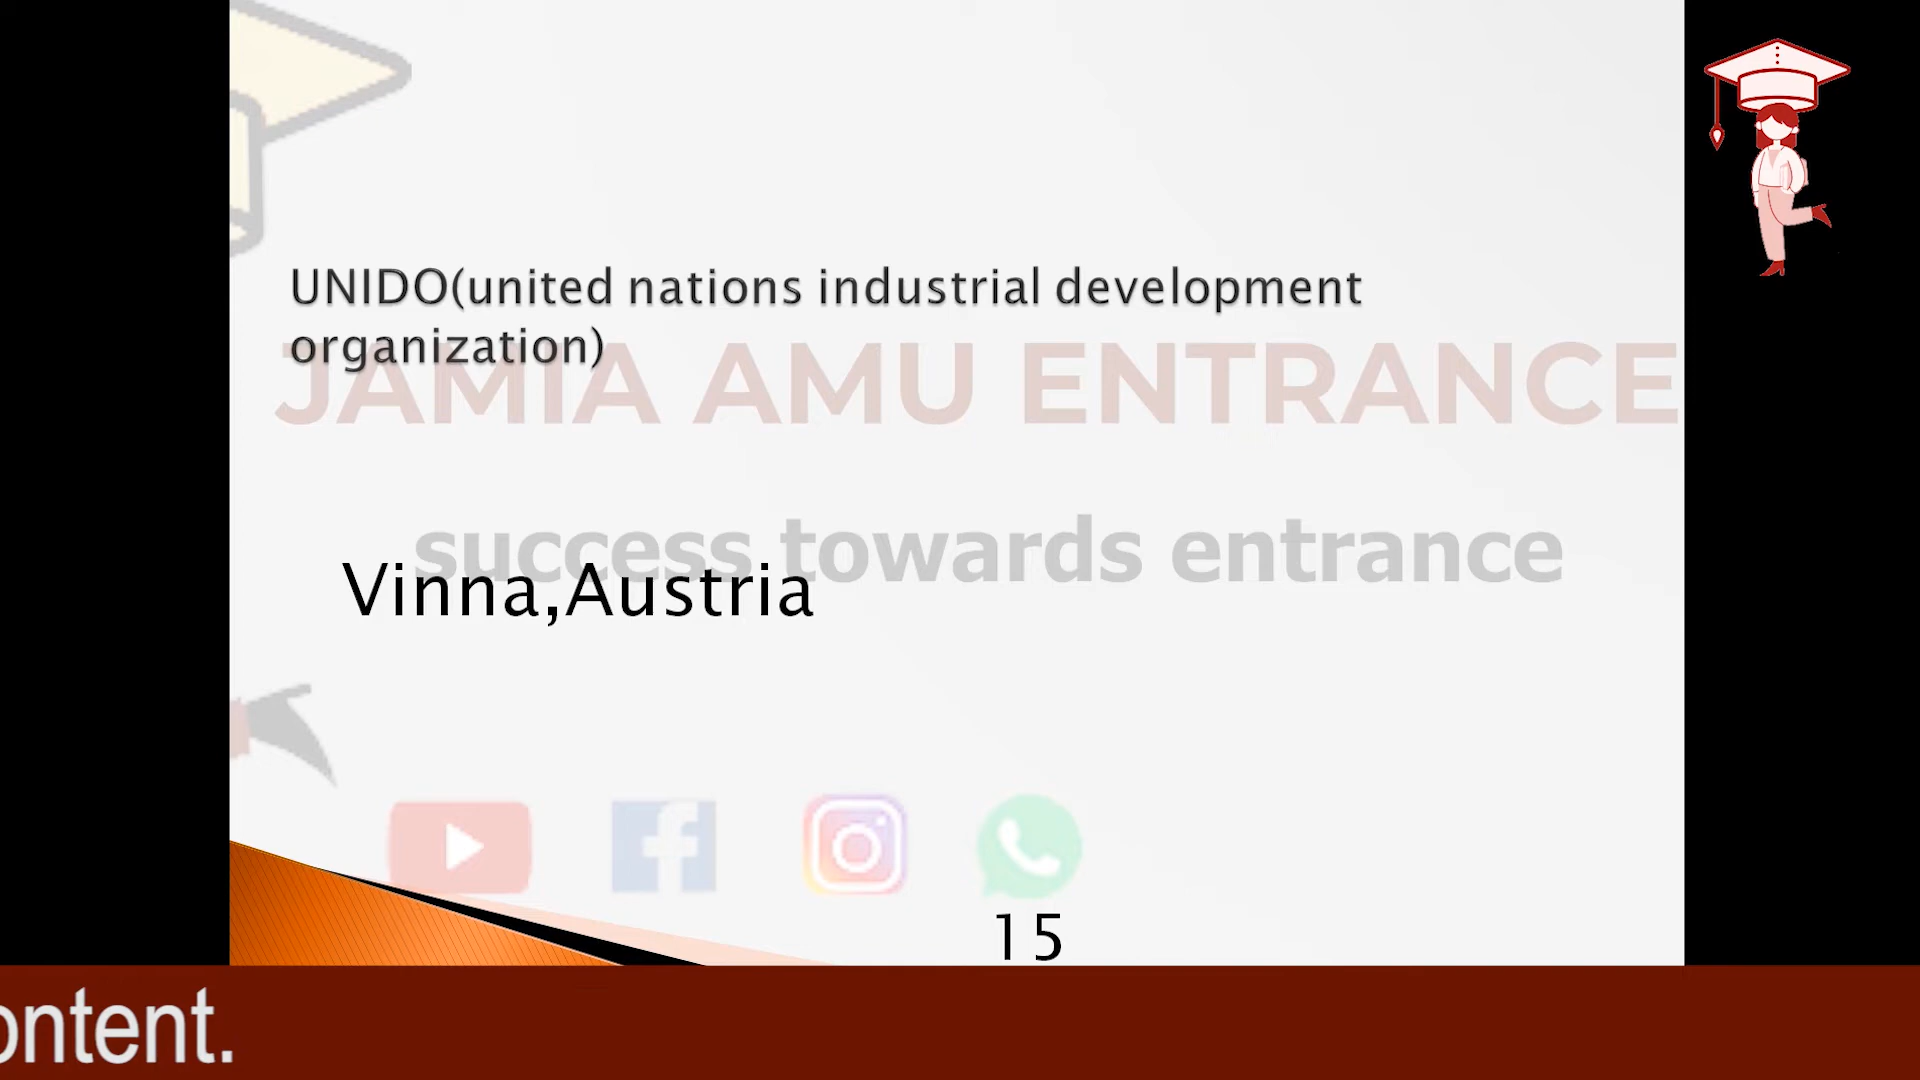 UNIDO(united nations industrial development
organization)
JAMIA AMU ENTRANCE
success towards entrance
Vinna,Austria
15
ontent.